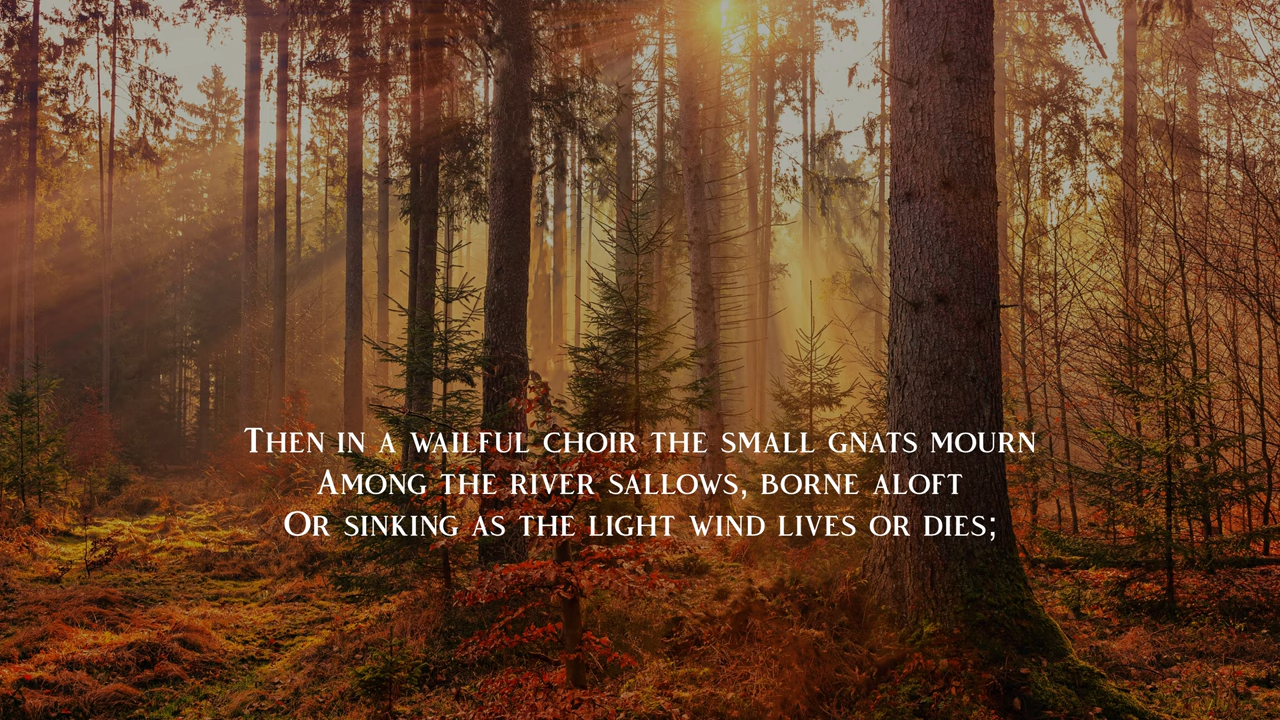 Then in a wailful choir the small gnats mourn
Among the river sallows, borne aloft
Or sinking as the light wind lives or dies;